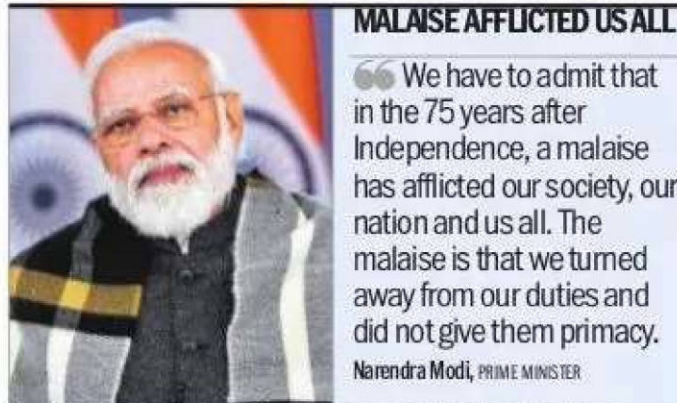 MALAISE AFFLICTED US ALL
We have to admit that
in the 75 years after
Independence, a malaise
has afflicted our society, our
nation and us all. The
malaise is that we turned
away from our duties and
did not give them primacy.
Narendra Modi, PRIME MINISTER